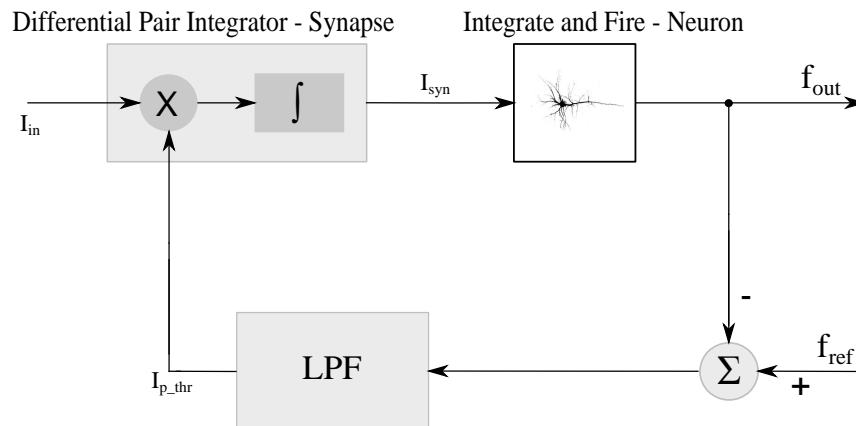 Differential Pair Integrator - Synapse
Integrate and Fire - Neuron
I_in
X
∫
I_syn
f_out
-
f_ref
+
Σ
LPF
I_p_thr